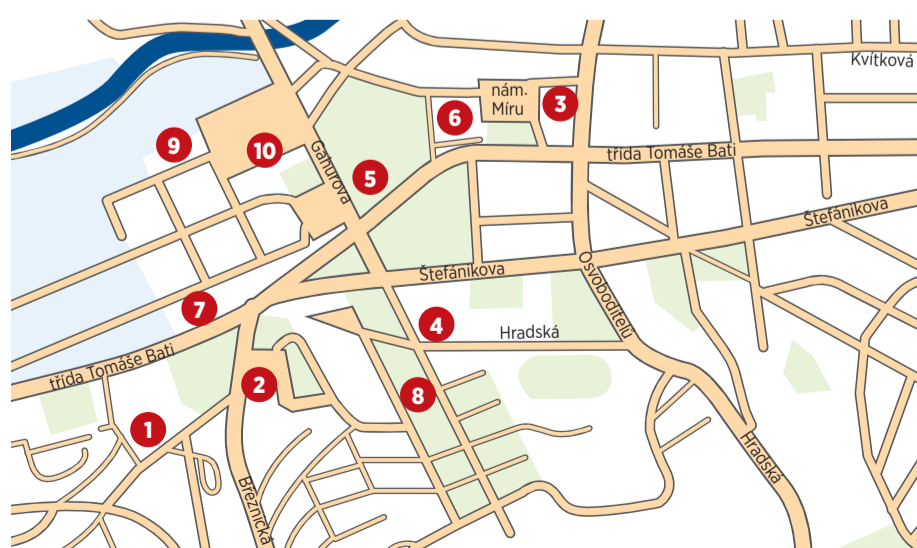 Kvítková
nám.
Míru
3
6
9
10
Gahurova
třída Tomáše Bati
5
Štefánikova
Osvoboditelů
Štefánikova
7
4
Hradská
třída Tomáše Bati
2
8
1
Hradská
Březnická